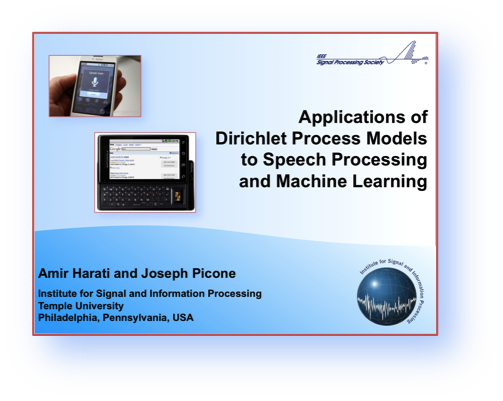 IEEE
Signal Processing Society
Applications of
Dirichlet Process Models
to Speech Processing
and Machine Learning
Amir Harati and Joseph Picone
Institute for Signal and Information Processing
Temple University
Philadelphia, Pennsylvania, USA
Institute for Signal and Information Processing